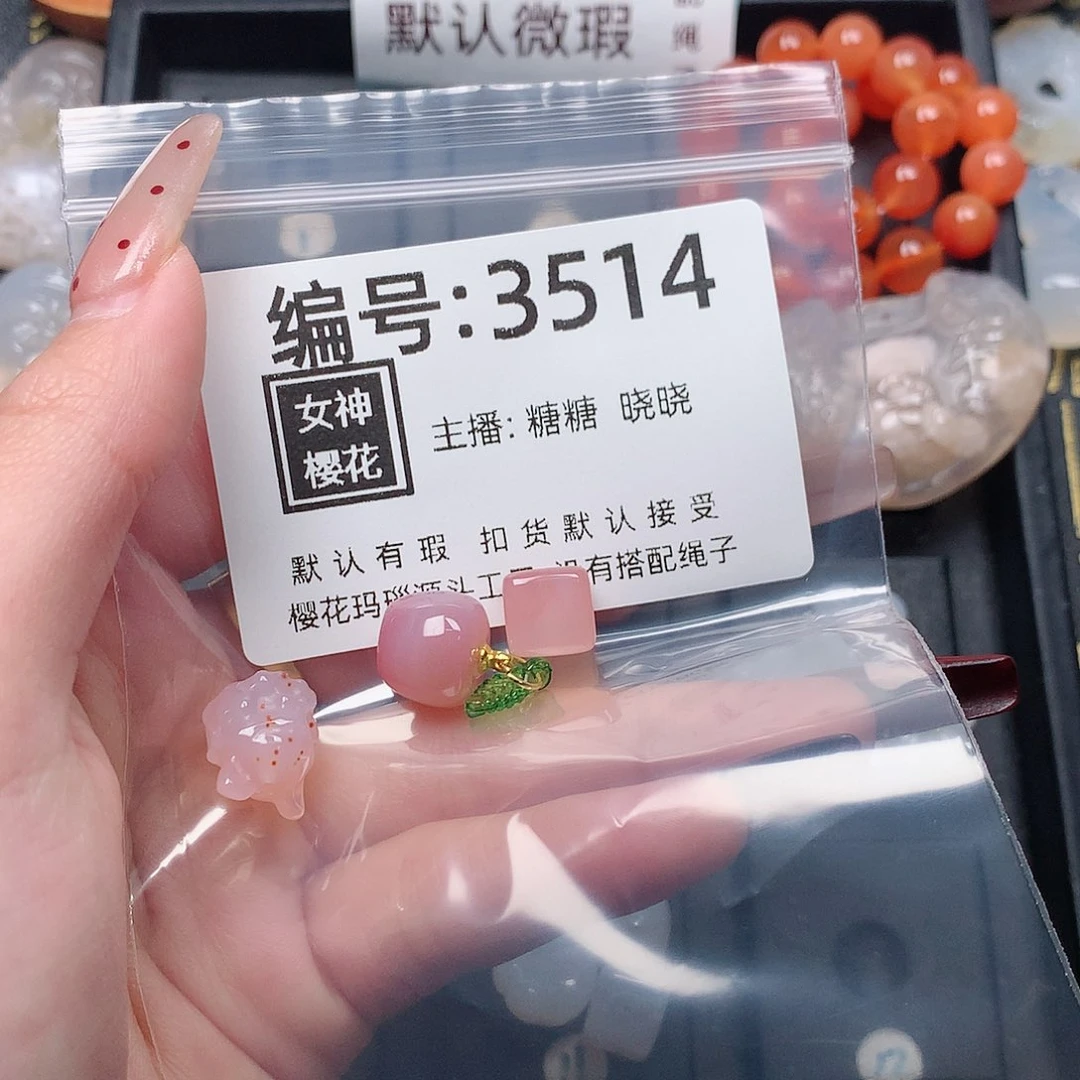 默认微瑕
绳
编号:3514
女神
樱花
主播: 糖糖 晓晓
默认有瑕 扣货默认接受
樱花玛瑙源头工 没有搭配绳子